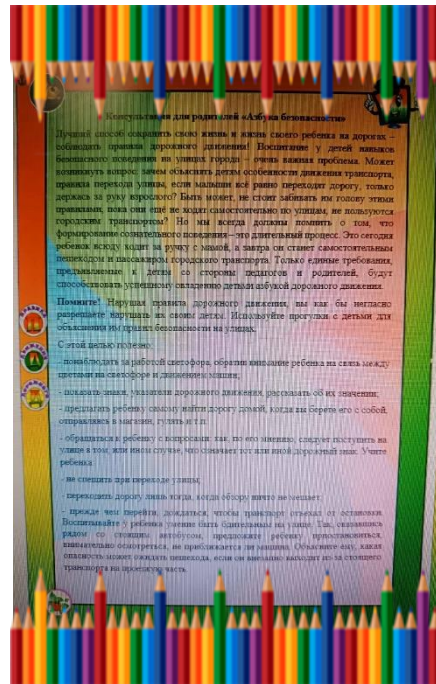 Консультация для родителей «Азбука безопасности»
Лучший способ сохранить свою жизнь и жизнь своего ребенка на дорогах –
соблюдать правила дорожного движения! Воспитание у детей навыков
безопасного поведения на улицах города – очень важная проблема. Может
возникнуть вопрос: зачем объяснять детям особенности движения транспорта,
правила перехода улицы, если малыши всё равно переходят дорогу, только
держась за руку взрослого? Быть может, не стоит забивать им голову этими
правилами, пока они ещё не ходят самостоятельно по улицам, не пользуются
городским транспортом? Но мы всегда должны помнить о том, что
формирование сознательного поведения – это длительный процесс. Это сегодня
ребенок всюду ходит за ручку с мамой, а завтра он станет самостоятельным
пешеходом и пассажиром городского транспорта. Только единые требования,
предъявляемые к детям со стороны педагогов и родителей, будут
способствовать успешному овладению детьми азбукой дорожного движения.
Помните! Нарушая правила дорожного движения, вы как бы негласно
разрешаете нарушать их своим детям. Используйте прогулки с детьми для
объяснения им правил безопасности на улицах.
С этой целью полезно:
- понаблюдать за работой светофора, обратив внимание ребенка на связь между
цветами на светофоре и движением машин;
- показать знаки, указатели дорожного движения, рассказать об их значении;
- предлагать ребенку самому найти дорогу домой, когда вы берете его с собой,
отправляясь в магазин, гулять и т.п.
- обращаться к ребенку с вопросами: как, по его мнению, следует поступить на
улице в том, или ином случае, что означает тот или иной дорожный знак. Учите
ребенка:
- не спешить при переходе улицы;
- переходить дорогу лишь тогда, когда обзору ничто не мешает;
- прежде чем перейти, дождаться, чтобы транспорт отъехал от остановки.
Воспитывайте у ребенка умение быть бдительным на улице. Так, оказавшись
рядом со стоящим автобусом, предложите ребенку приостановиться,
внимательно осмотреться, не приближается ли машина. Объясните ему, какая
опасность может ожидать пешехода, если он внезапно выходит из-за стоящего
транспорта на проезжую часть.